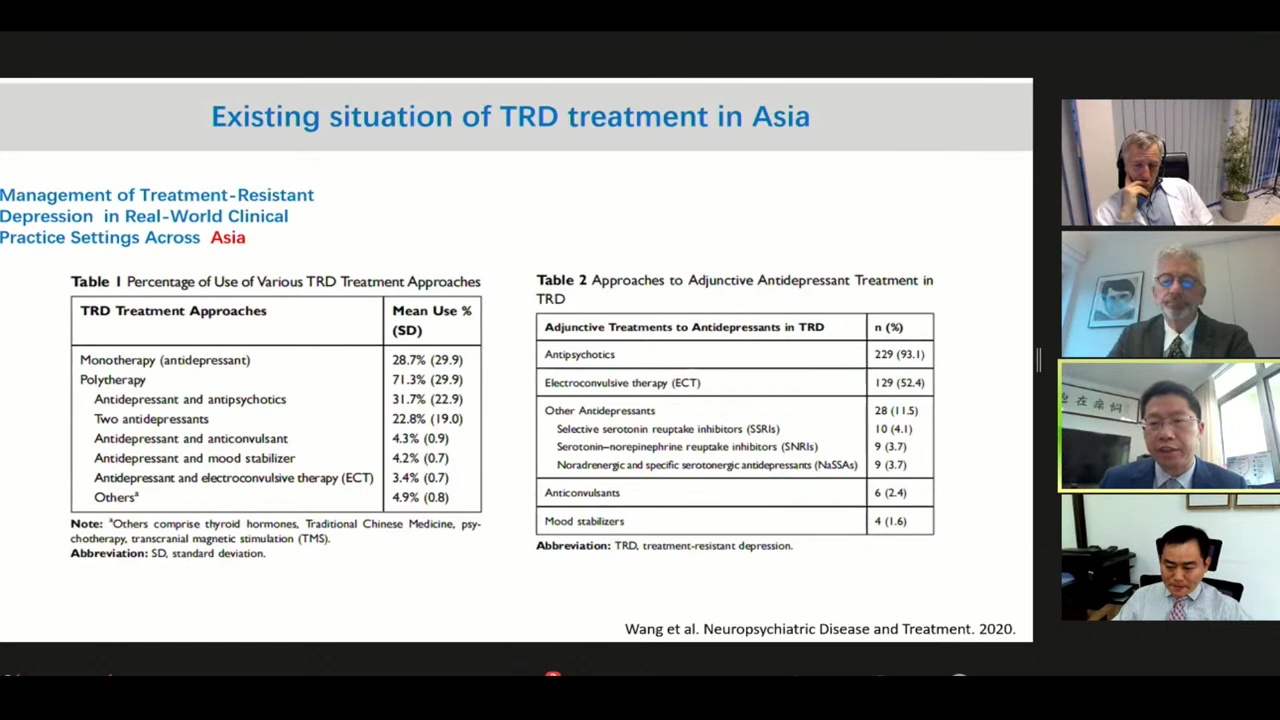 Existing situation of TRD treatment in Asia
Management of Treatment-Resistant
Depression in Real-World Clinical
Practice Settings Across Asia
Table 1 Percentage of Use of Various TRD Treatment Approaches
TRD Treatment Approaches Mean Use %
(SD)
Monotherapy (antidepressant) 28.7% (29.9)
Polytherapy 71.3% (29.9)
Antidepressant and antipsychotics 31.7% (22.9)
Two antidepressants 22.8% (19.0)
Antidepressant and anticonvulsant 4.3% (0.9)
Antidepressant and mood stabilizer 4.2% (0.7)
Antidepressant and electroconvulsive therapy (ECT) 3.4% (0.7)
Othersᵃ 4.9% (0.8)
Note: ᵃOthers comprise thyroid hormones, Traditional Chinese Medicine, psy-
chotherapy, transcranial magnetic stimulation (TMS).
Abbreviation: SD, standard deviation.
Table 2 Approaches to Adjunctive Antidepressant Treatment in
TRD
Adjunctive Treatments to Antidepressants in TRD n (%)
Antipsychotics 229 (93.1)
Electroconvulsive therapy (ECT) 129 (52.4)
Other Antidepressants 28 (11.5)
Selective serotonin reuptake inhibitors (SSRIs) 10 (4.1)
Serotonin–norepinephrine reuptake inhibitors (SNRIs) 9 (3.7)
Noradrenergic and specific serotonergic antidepressants (NaSSAs) 9 (3.7)
Anticonvulsants 6 (2.4)
Mood stabilizers 4 (1.6)
Abbreviation: TRD, treatment-resistant depression.
Wang et al. Neuropsychiatric Disease and Treatment. 2020.